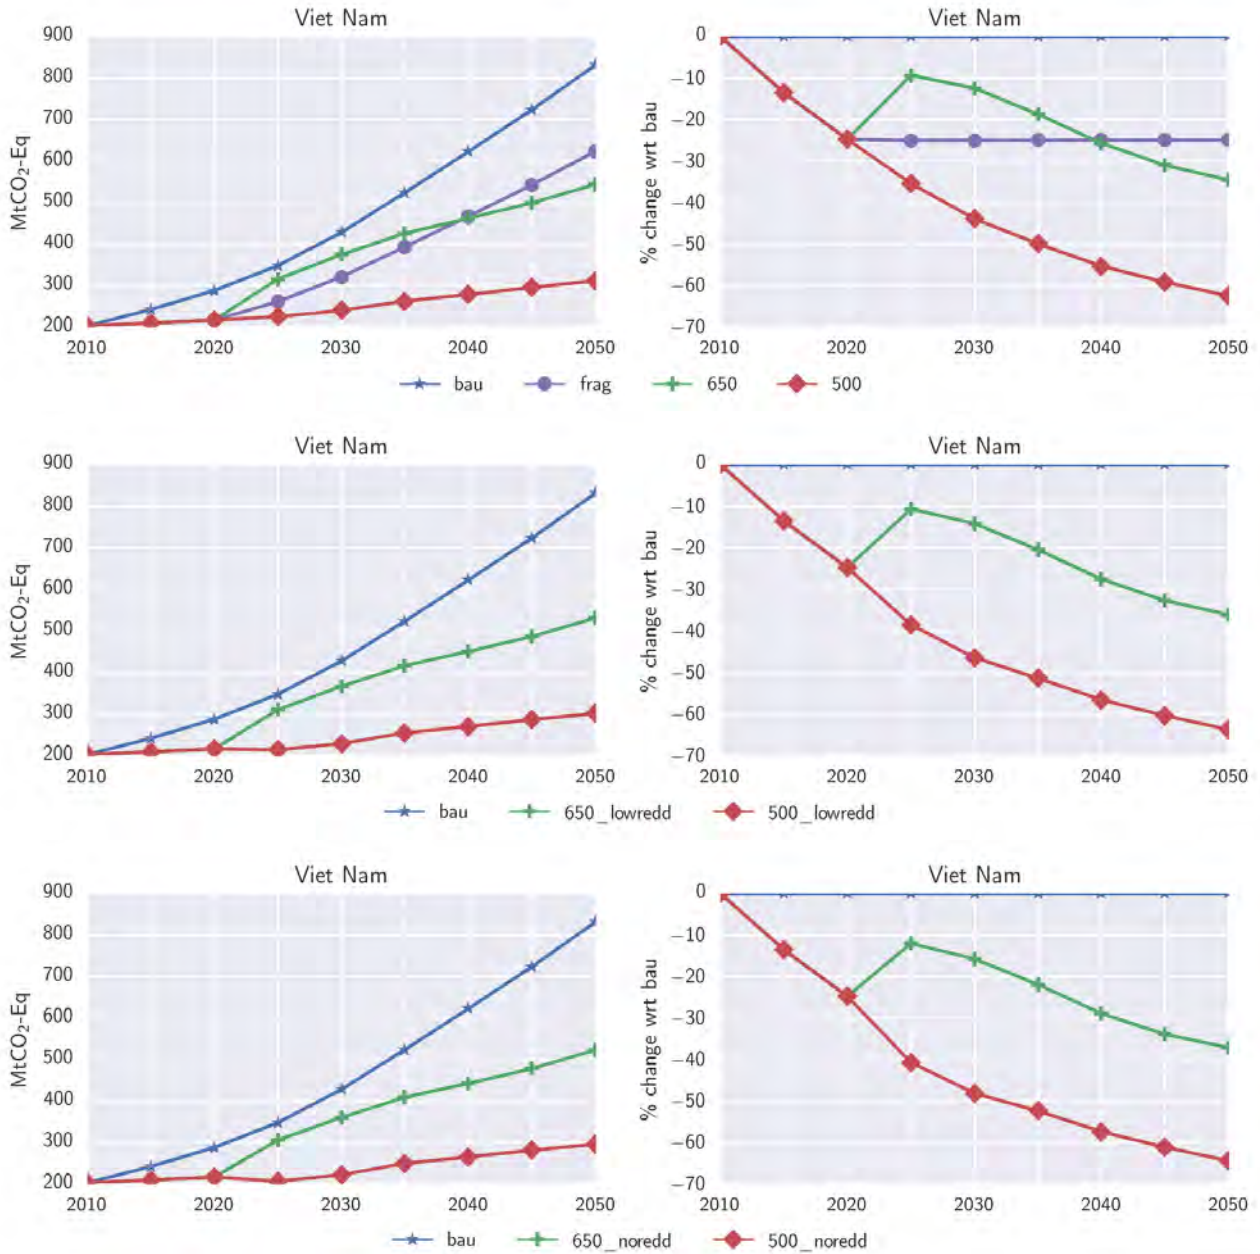 Viet Nam
900
800
700
600
500
400
300
200
MtCO₂-Eq
2010 2020 2030 2040 2050
Viet Nam
0
−10
−20
−30
−40
−50
−60
−70
% change wrt bau
2010 2020 2030 2040 2050
bau frag 650 500
Viet Nam
900
800
700
600
500
400
300
200
MtCO₂-Eq
2010 2020 2030 2040 2050
Viet Nam
0
−10
−20
−30
−40
−50
−60
−70
% change wrt bau
2010 2020 2030 2040 2050
bau 650_lowredd 500_lowredd
Viet Nam
900
800
700
600
500
400
300
200
MtCO₂-Eq
2010 2020 2030 2040 2050
Viet Nam
0
−10
−20
−30
−40
−50
−60
−70
% change wrt bau
2010 2020 2030 2040 2050
bau 650_noredd 500_noredd